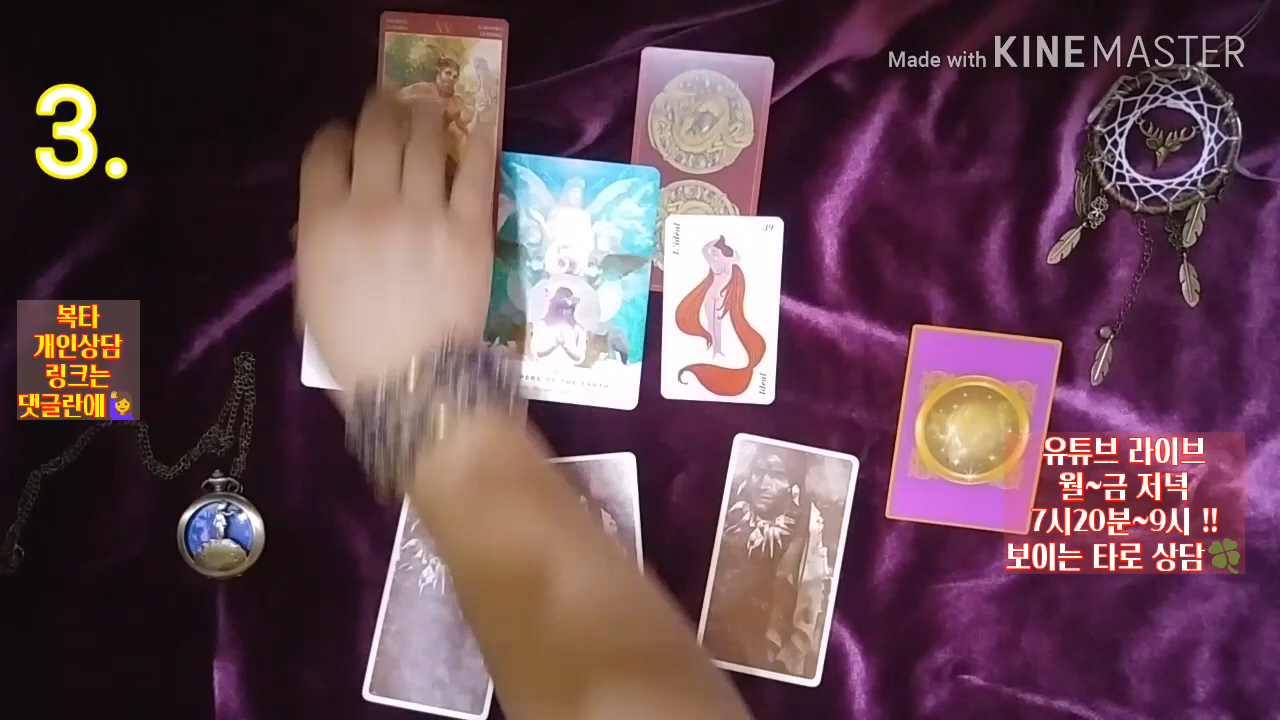 Made with KINEMASTER
3.
XV
L'idéal
39
Idéal
복타
개인상담
링크는
댓글란에
유튜브 라이브
월~금 저녁
7시20분~9시 !!
보이는 타로 상담